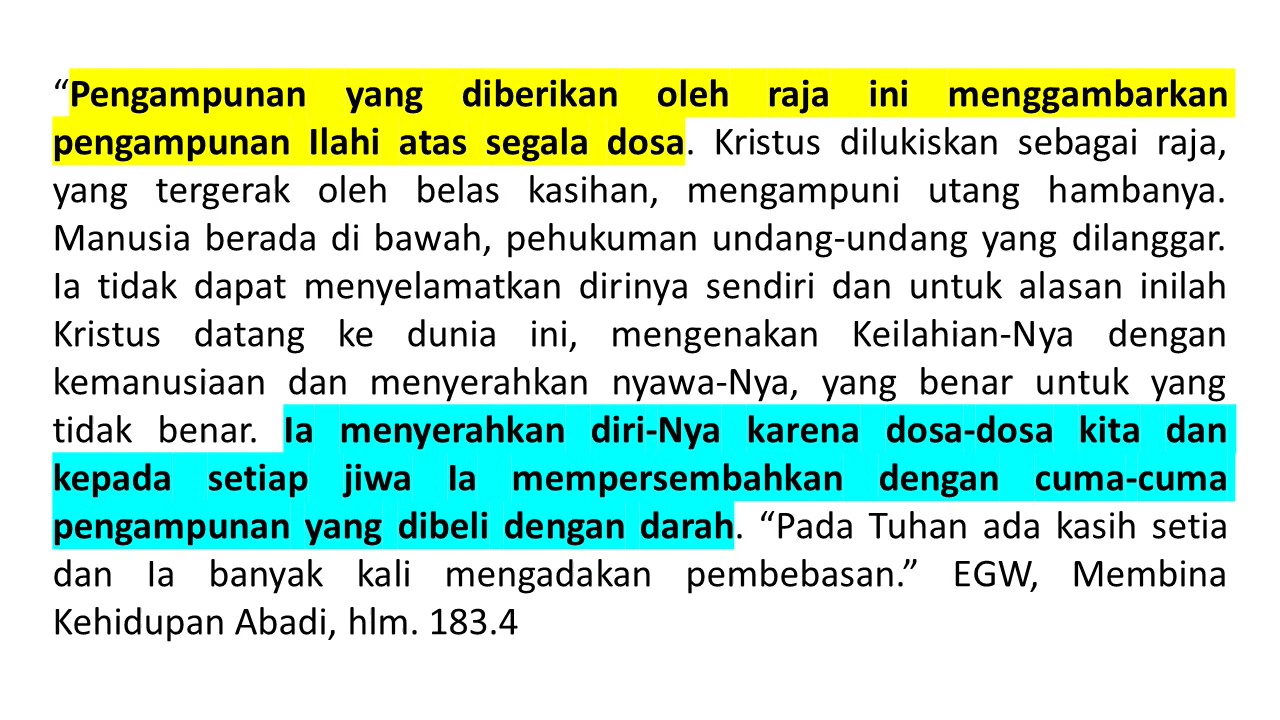 “Pengampunan yang diberikan oleh raja ini menggambarkan
pengampunan Ilahi atas segala dosa. Kristus dilukiskan sebagai raja,
yang tergerak oleh belas kasihan, mengampuni utang hambanya.
Manusia berada di bawah, pehukuman undang-undang yang dilanggar.
Ia tidak dapat menyelamatkan dirinya sendiri dan untuk alasan inilah
Kristus datang ke dunia ini, mengenakan Keilahian-Nya dengan
kemanusiaan dan menyerahkan nyawa-Nya, yang benar untuk yang
tidak benar. Ia menyerahkan diri-Nya karena dosa-dosa kita dan
kepada setiap jiwa Ia mempersembahkan dengan cuma-cuma
pengampunan yang dibeli dengan darah. “Pada Tuhan ada kasih setia
dan Ia banyak kali mengadakan pembebasan.” EGW, Membina
Kehidupan Abadi, hlm. 183.4